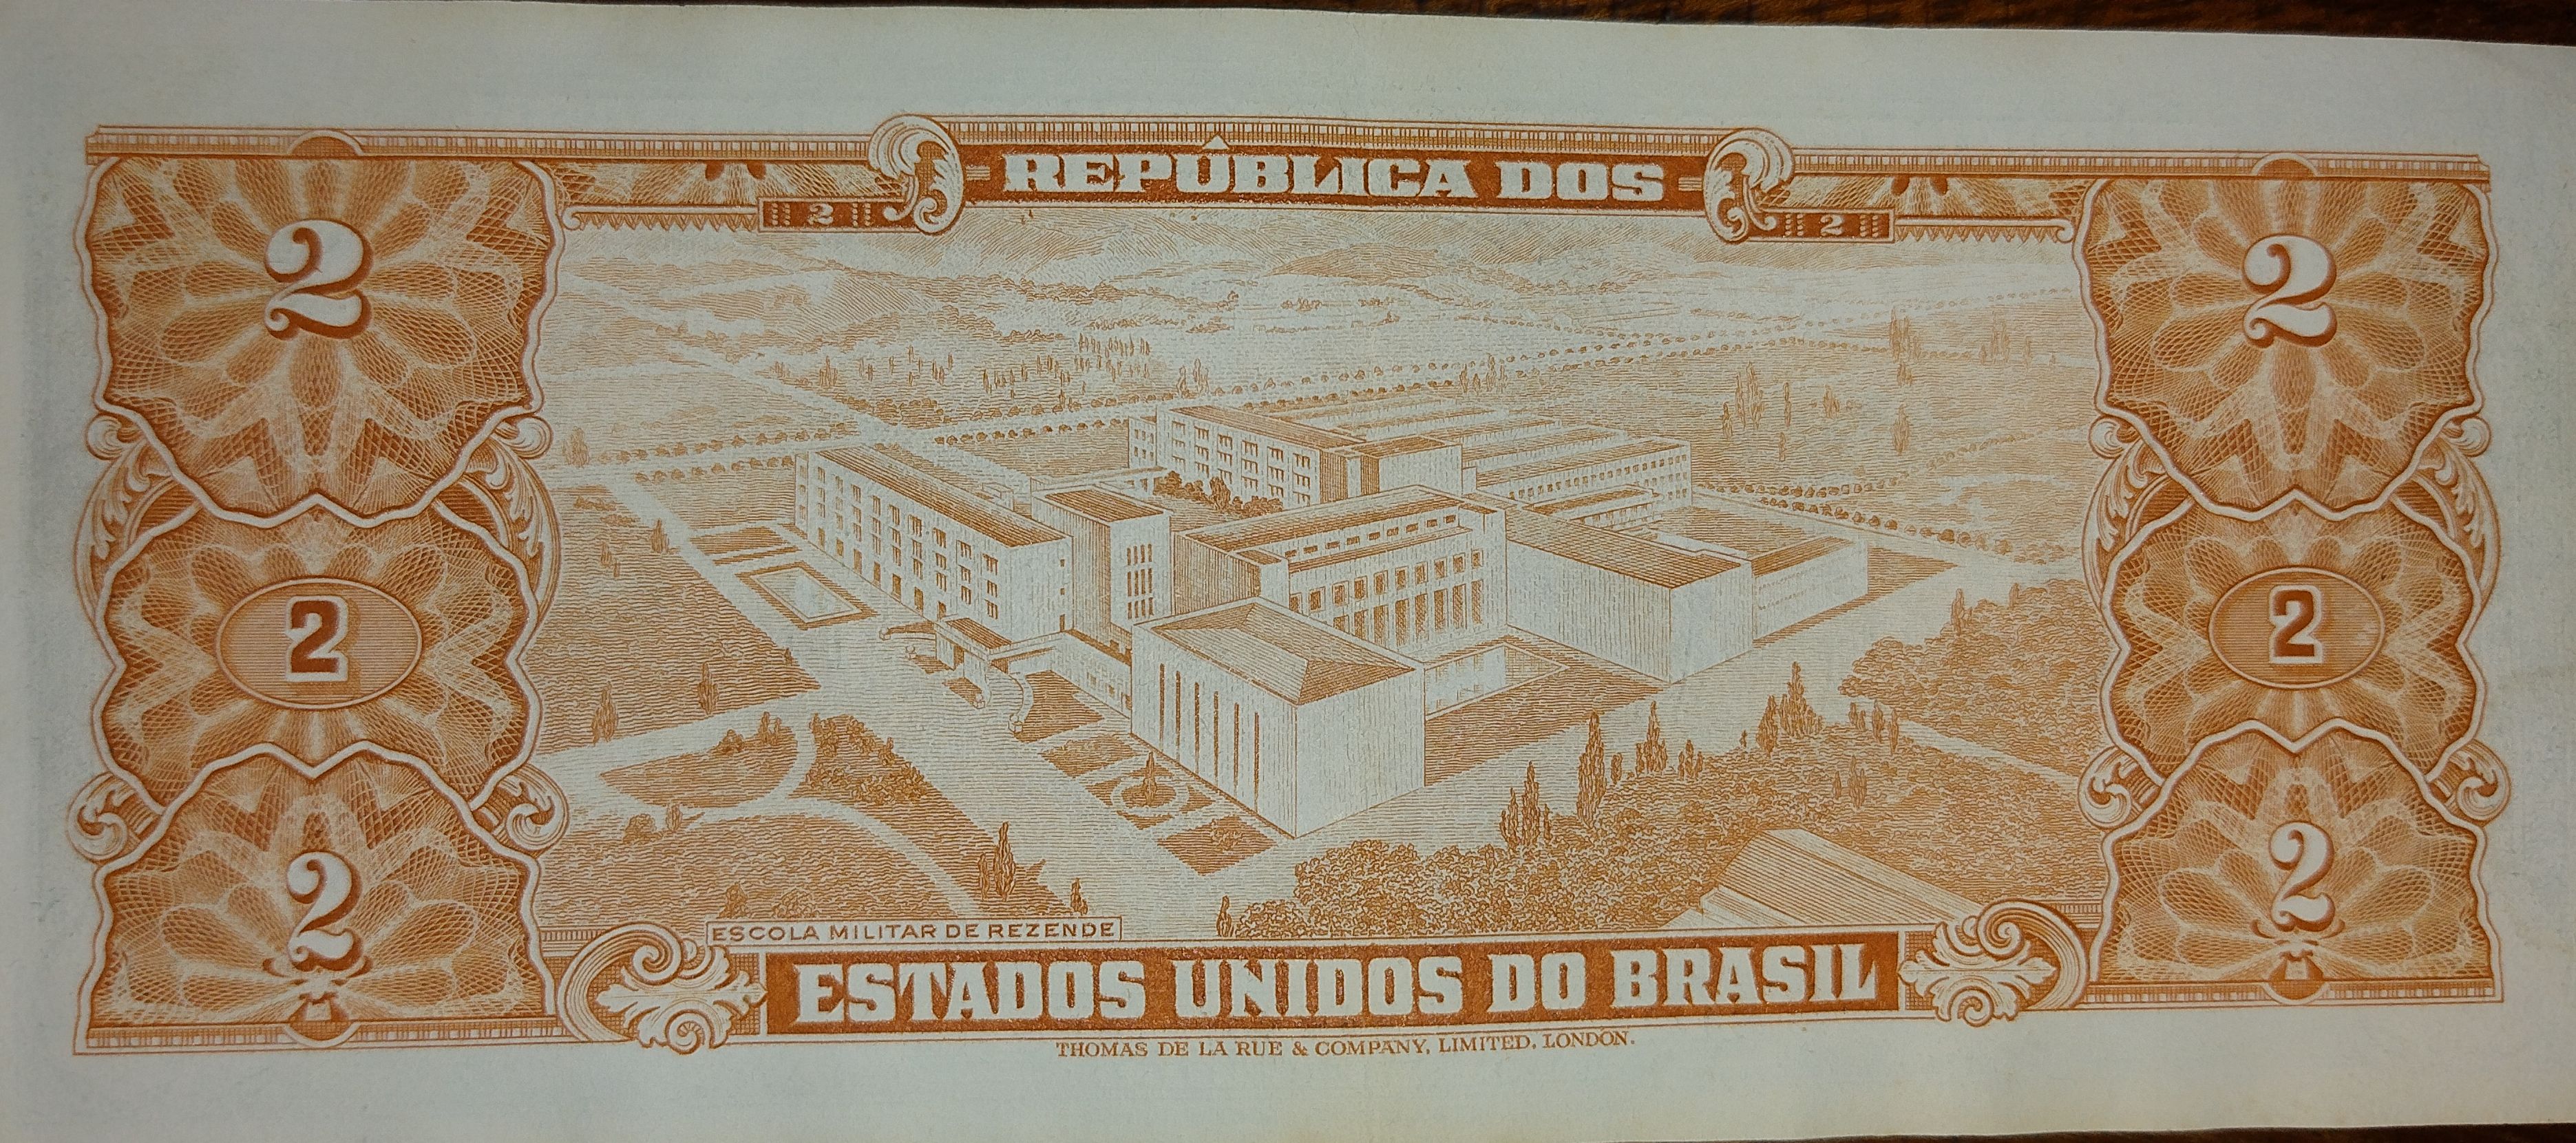 REPÚBLICA DOS
2 2
2 2
2 2
2 2
ESCOLA MILITAR DE REZENDE
ESTADOS UNIDOS DO BRASIL
THOMAS DE LA RUE & COMPANY, LIMITED, LONDON.